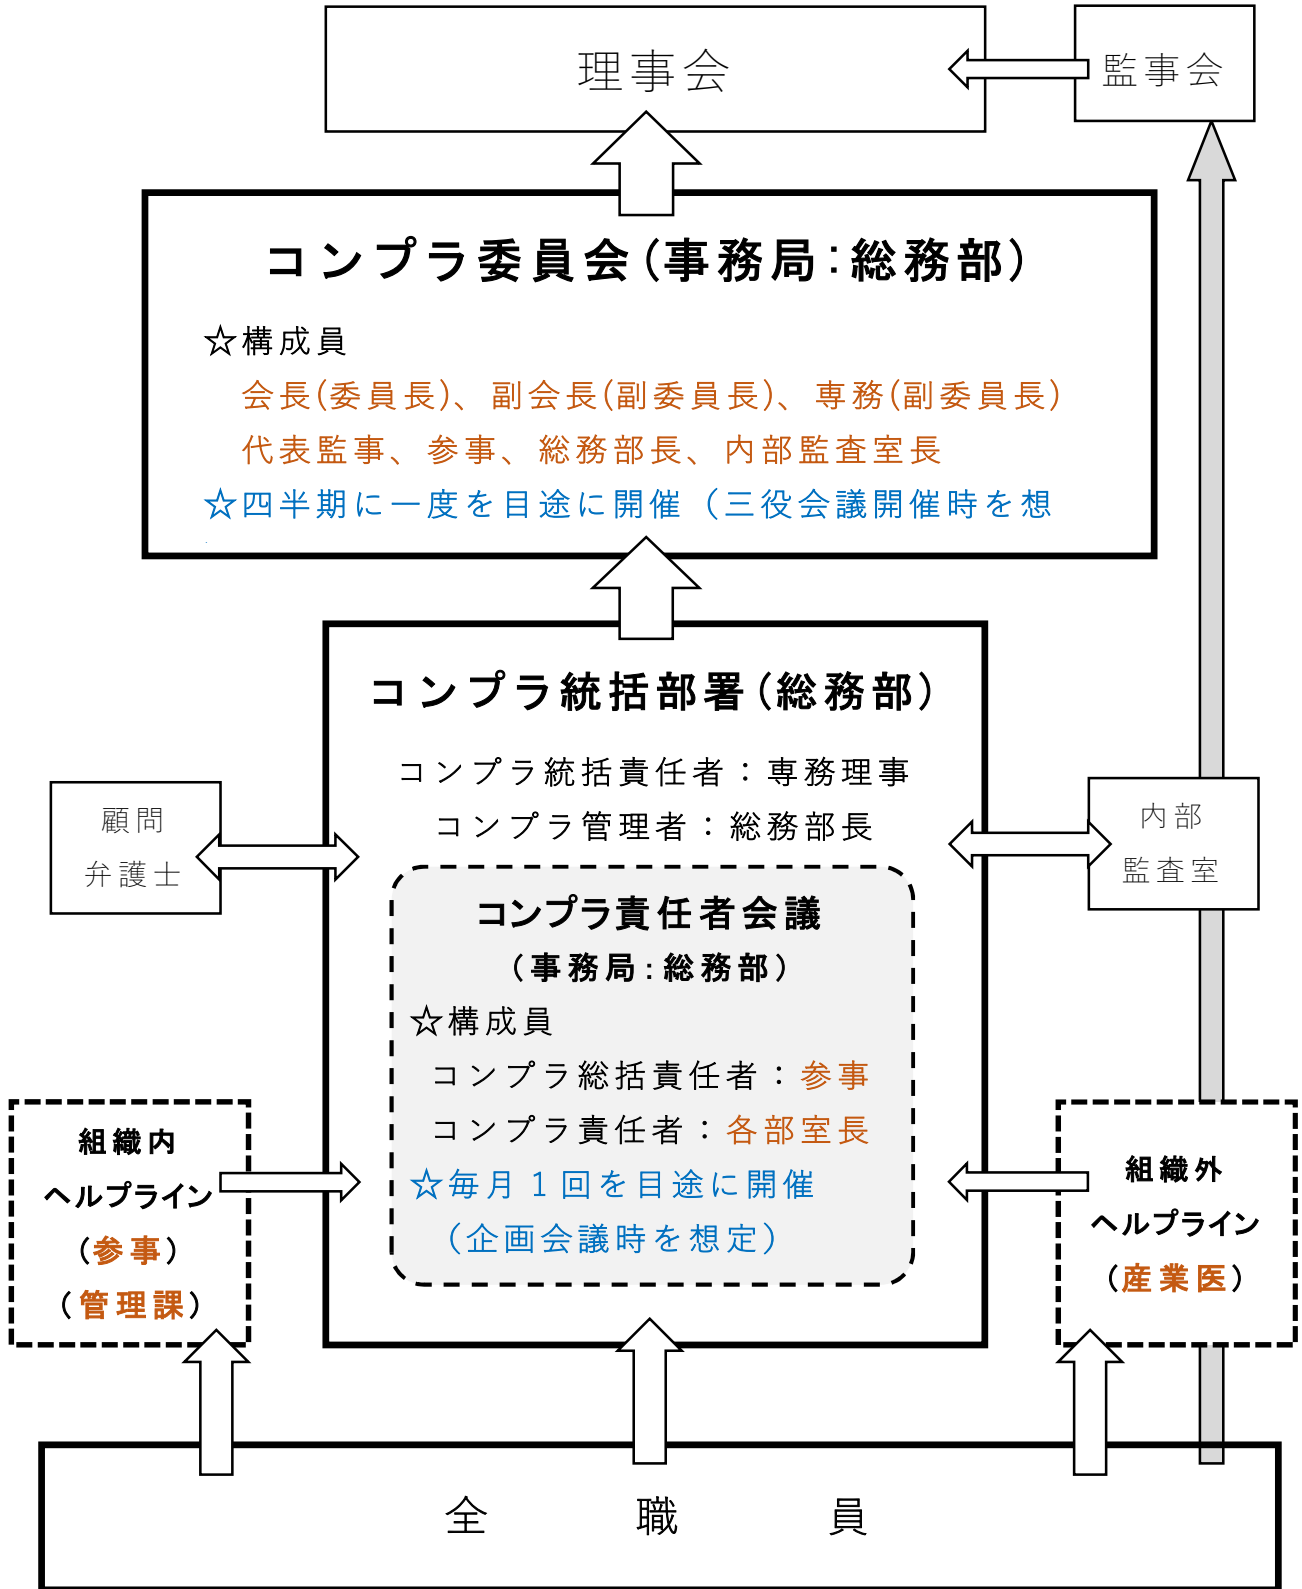 理事会
監事会
コンプラ委員会(事務局:総務部)
☆構成員
会長(委員長)、副会長(副委員長)、専務(副委員長)
代表監事、参事、総務部長、内部監査室長
☆四半期に一度を目途に開催（三役会議開催時を想
コンプラ統括部署(総務部)
コンプラ統括責任者：専務理事
コンプラ管理者：総務部長
顧問
弁護士
内部
監査室
コンプラ責任者会議
(事務局:総務部)
☆構成員
コンプラ総括責任者：参事
コンプラ責任者：各部室長
☆毎月1回を目途に開催
（企画会議時を想定）
組織内
ヘルプライン
(参事)
(管理課)
組織外
ヘルプライン
(産業医)
全職員